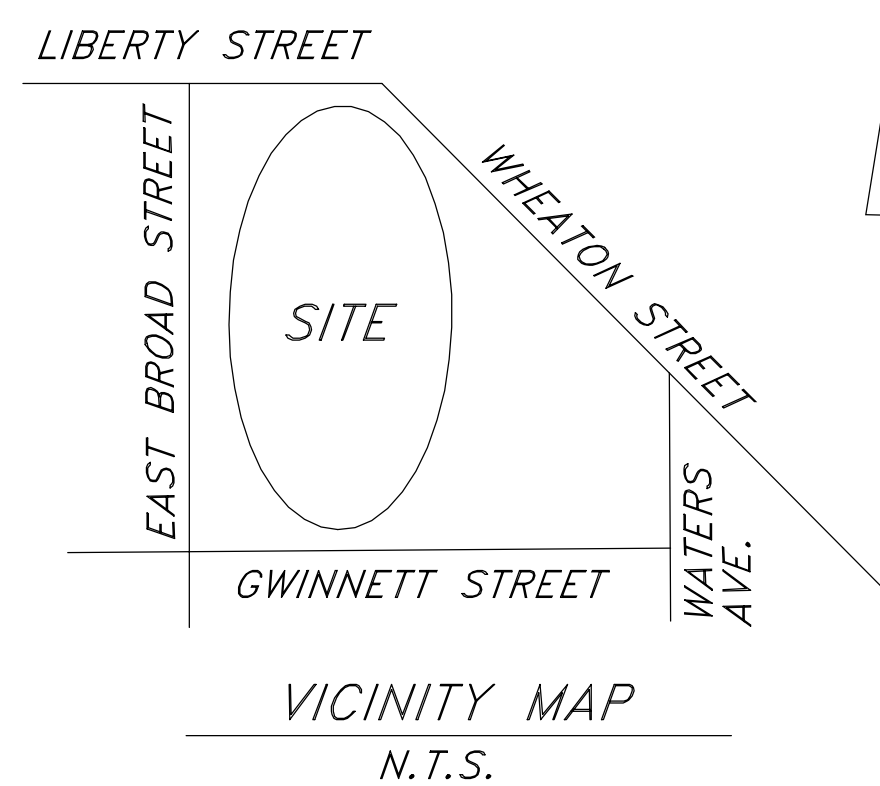 LIBERTY STREET
EAST BROAD STREET
WHEATON STREET
SITE
WATERS
AVE.
GWINNETT STREET
VICINITY MAP
N.T.S.